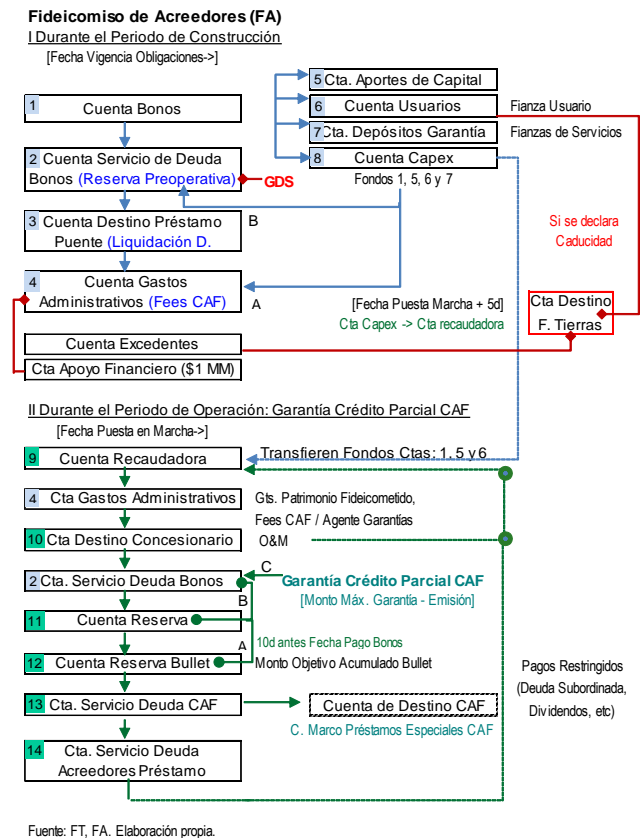 Fideicomiso de Acreedores (FA)
I Durante el Periodo de Construcción
[Fecha Vigencia Obligaciones->]
1 Cuenta Bonos
2 Cuenta Servicio de Deuda
Bonos (Reserva Preoperativa)
GDS
3 Cuenta Destino Préstamo
Puente (Liquidación D.
B
4 Cuenta Gastos
Administrativos (Fees CAF)
A
5 Cta. Aportes de Capital
6 Cuenta Usuarios
Fianza Usuario
7 Cta. Depósitos Garantía
Fianzas de Servicios
8 Cuenta Capex
Fondos 1, 5, 6 y 7
Si se declara
Caducidad
[Fecha Puesta Marcha + 5d]
Cta Capex -> Cta recaudadora
Cta Destino
F. Tierras
Cuenta Excedentes
Cta Apoyo Financiero ($1 MM)
II Durante el Periodo de Operación: Garantía Crédito Parcial CAF
[Fecha Puesta en Marcha->]
9 Cuenta Recaudadora
Transfieren Fondos Ctas: 1, 5 y 6
4 Cta Gastos Administrativos
Gts. Patrimonio Fideicometido,
Fees CAF / Agente Garantías
10 Cta Destino Concesionario
O&M
2 Cta. Servicio Deuda Bonos
C
Garantía Crédito Parcial CAF
[Monto Máx. Garantía - Emisión]
B
11 Cuenta Reserva
A
10d antes Fecha Pago Bonos
12 Cuenta Reserva Bullet
Monto Objetivo Acumulado Bullet
13 Cta. Servicio Deuda CAF
Cuenta de Destino CAF
C. Marco Préstamos Especiales CAF
14 Cta. Servicio Deuda
Acreedores Préstamo
Pagos Restringidos
(Deuda Subordinada,
Dividendos, etc)
Fuente: FT, FA. Elaboración propia.